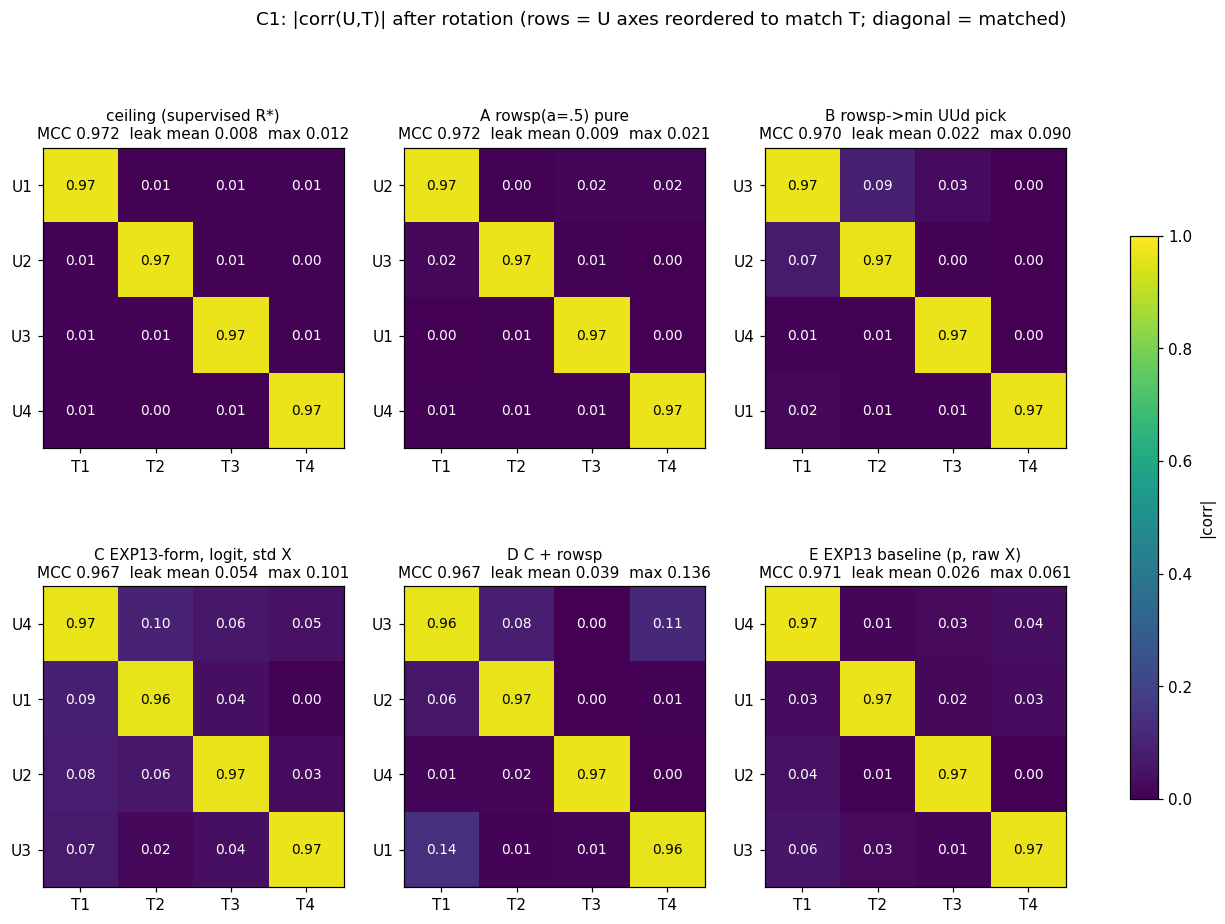 C1: |corr(U,T)| after rotation (rows = U axes reordered to match T; diagonal = matched)
ceiling (supervised R*)
MCC 0.972  leak mean 0.008  max 0.012
U1 0.97 0.01 0.01 0.01
U2 0.01 0.97 0.01 0.00
U3 0.01 0.01 0.97 0.01
U4 0.01 0.00 0.01 0.97
T1 T2 T3 T4
A rowsp(a=.5) pure
MCC 0.972  leak mean 0.009  max 0.021
U2 0.97 0.00 0.02 0.02
U3 0.02 0.97 0.01 0.00
U1 0.00 0.01 0.97 0.00
U4 0.01 0.01 0.01 0.97
T1 T2 T3 T4
B rowsp->min UUd pick
MCC 0.970  leak mean 0.022  max 0.090
U3 0.97 0.09 0.03 0.00
U2 0.07 0.97 0.00 0.00
U4 0.01 0.01 0.97 0.00
U1 0.02 0.01 0.01 0.97
T1 T2 T3 T4
C EXP13-form, logit, std X
MCC 0.967  leak mean 0.054  max 0.101
U4 0.97 0.10 0.06 0.05
U1 0.09 0.96 0.04 0.00
U2 0.08 0.06 0.97 0.03
U3 0.07 0.02 0.04 0.97
T1 T2 T3 T4
D C + rowsp
MCC 0.967  leak mean 0.039  max 0.136
U3 0.96 0.08 0.00 0.11
U2 0.06 0.97 0.00 0.01
U4 0.01 0.02 0.97 0.00
U1 0.14 0.01 0.01 0.96
T1 T2 T3 T4
E EXP13 baseline (p, raw X)
MCC 0.971  leak mean 0.026  max 0.061
U4 0.97 0.01 0.03 0.04
U1 0.03 0.97 0.02 0.03
U2 0.04 0.01 0.97 0.00
U3 0.06 0.03 0.01 0.97
T1 T2 T3 T4
1.0
0.8
0.6
0.4
0.2
0.0
|corr|